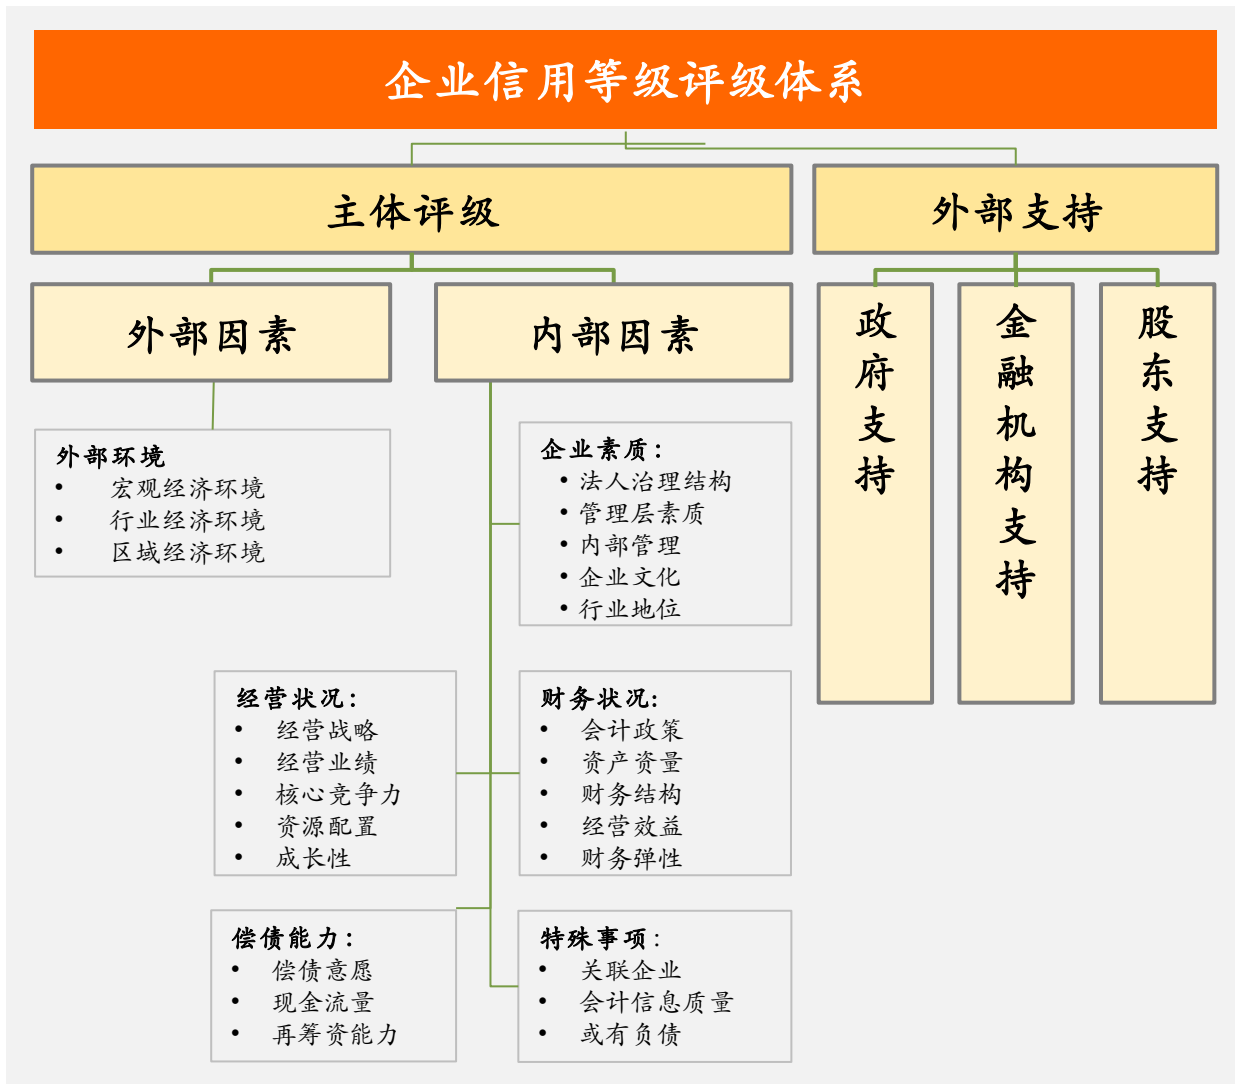 企业信用等级评级体系
主体评级
外部支持
外部因素
内部因素
政府支持
金融机构支持
股东支持
外部环境
• 宏观经济环境
• 行业经济环境
• 区域经济环境
企业素质：
• 法人治理结构
• 管理层素质
• 内部管理
• 企业文化
• 行业地位
经营状况：
• 经营战略
• 经营业绩
• 核心竞争力
• 资源配置
• 成长性
财务状况:
• 会计政策
• 资产资量
• 财务结构
• 经营效益
• 财务弹性
偿债能力：
• 偿债意愿
• 现金流量
• 再筹资能力
特殊事项：
• 关联企业
• 会计信息质量
• 或有负债